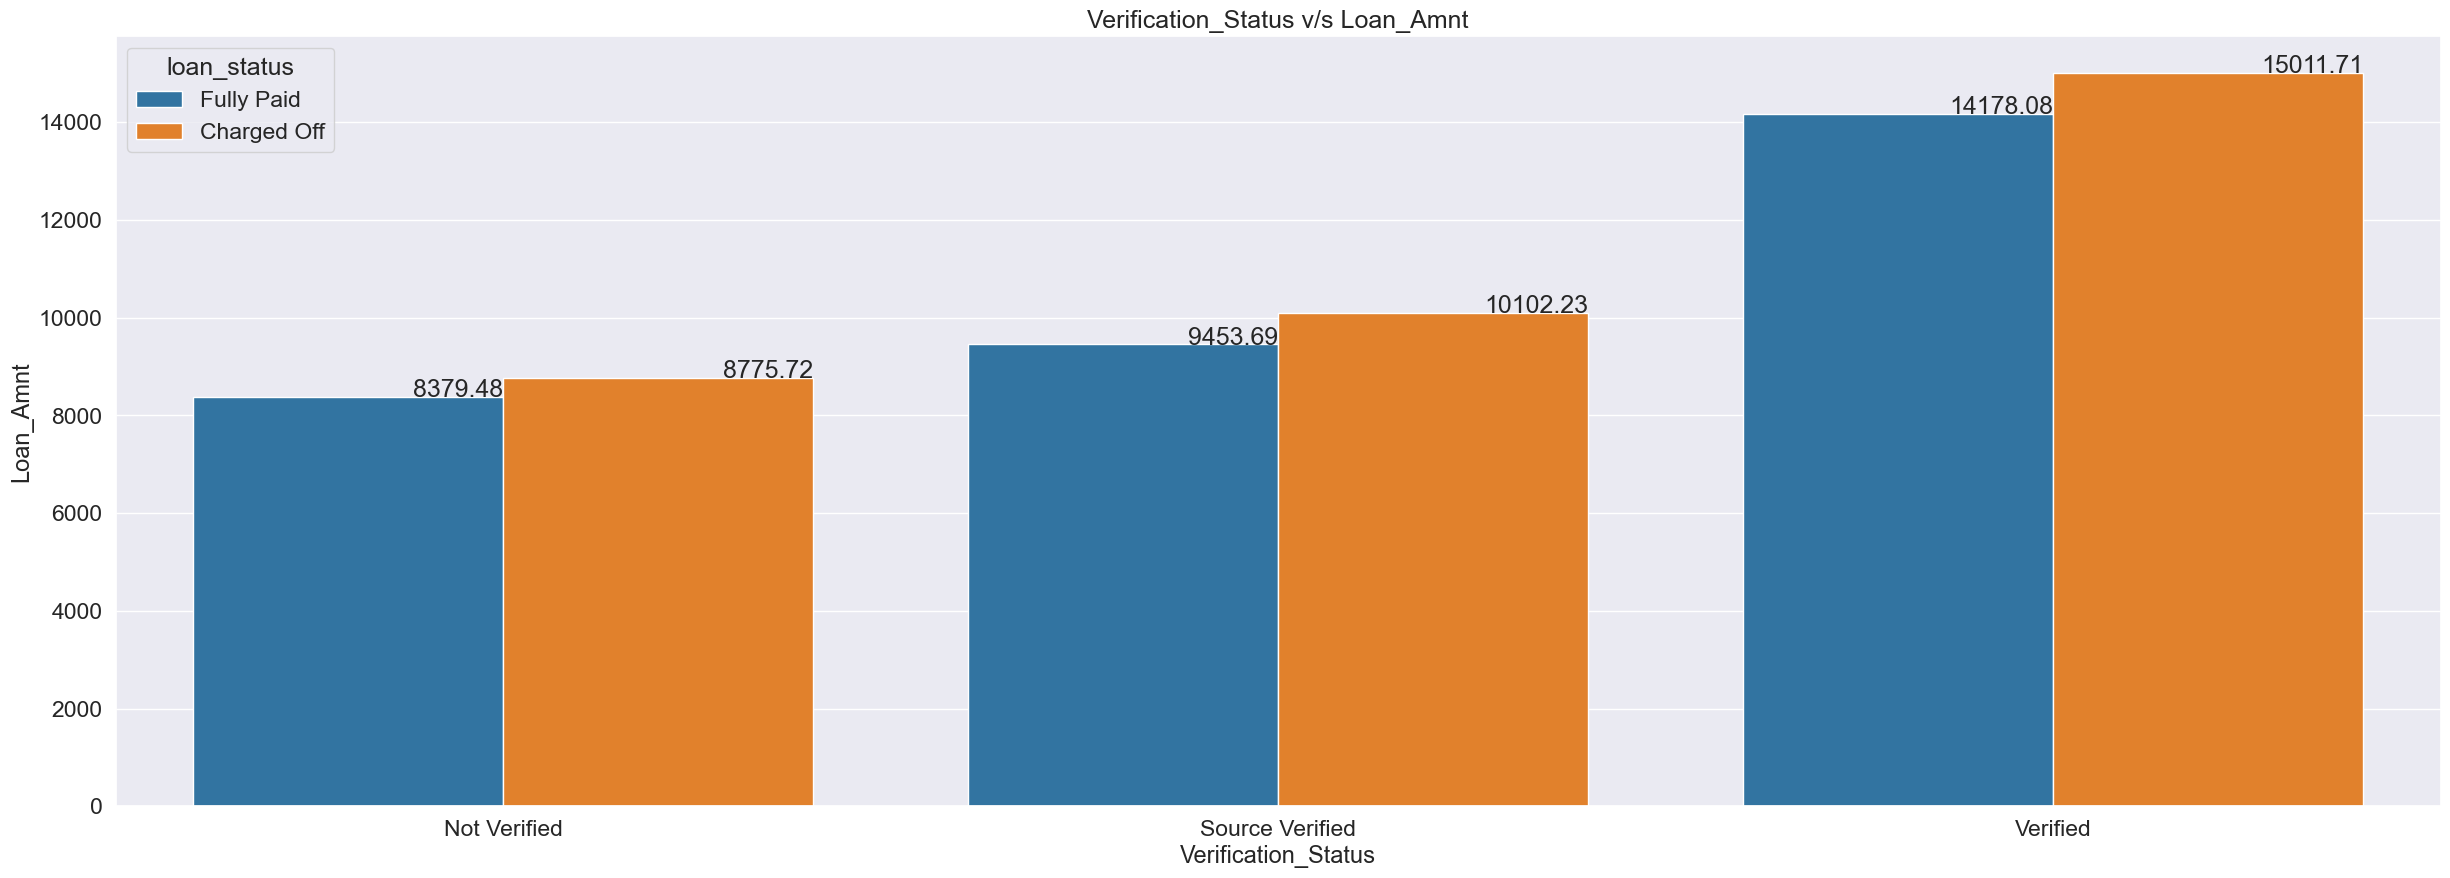 Verification_Status v/s Loan_Amnt
loan_status
Fully Paid
Charged Off
Loan_Amnt
14000
12000
10000
8000
6000
4000
2000
0
8379.48
8775.72
9453.69
10102.23
14178.08
15011.71
Not Verified
Source Verified
Verified
Verification_Status